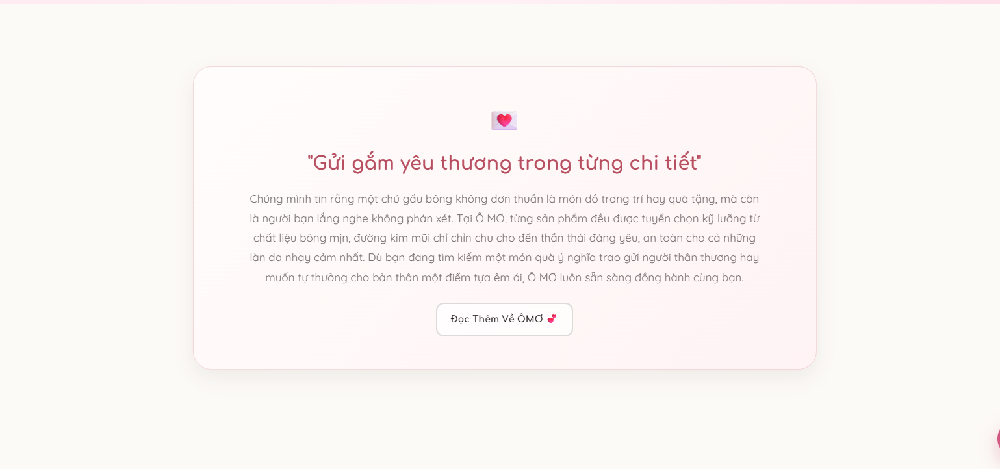 "Gửi gắm yêu thương trong từng chi tiết"
Chúng mình tin rằng một chú gấu bông không đơn thuần là món đồ trang trí hay quà tặng, mà còn
là người bạn lắng nghe không phán xét. Tại Ô MƠ, từng sản phẩm đều được tuyển chọn kỹ lưỡng từ
chất liệu bông mịn, đường kim mũi chỉ chỉn chu cho đến thần thái đáng yêu, an toàn cho cả những
làn da nhạy cảm nhất. Dù bạn đang tìm kiếm một món quà ý nghĩa trao gửi người thân thương hay
muốn tự thưởng cho bản thân một điểm tựa êm ái, Ô MƠ luôn sẵn sàng đồng hành cùng bạn.
Đọc Thêm Về ÔMƠ 💕